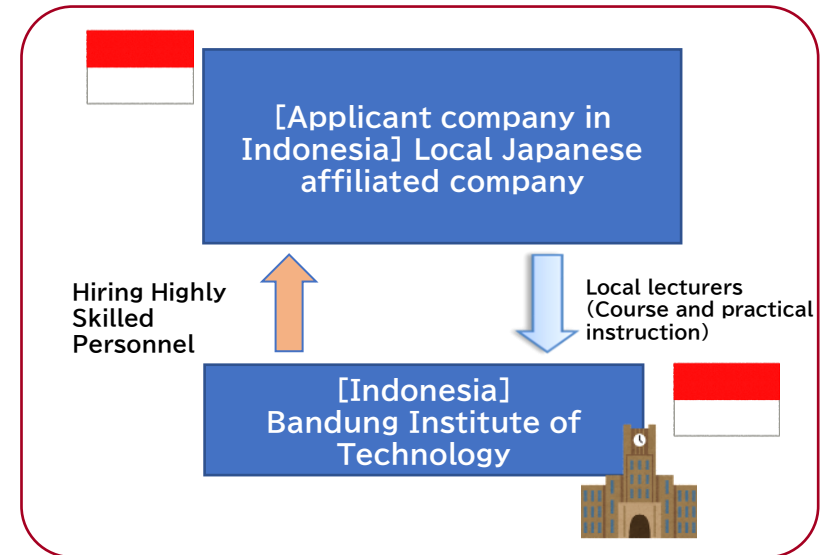 [Applicant company in
Indonesia] Local Japanese
affiliated company
Hiring Highly
Skilled
Personnel
Local lecturers
(Course and practical
instruction)
[Indonesia]
Bandung Institute of
Technology